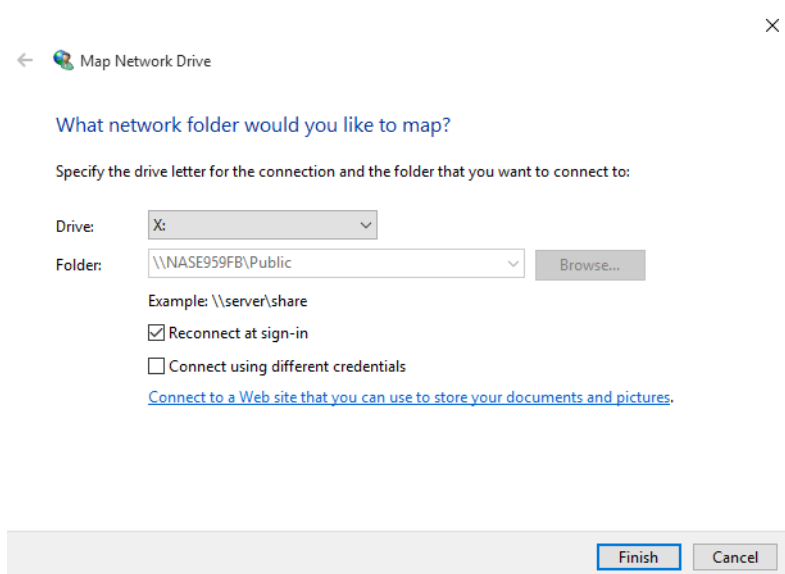 Map Network Drive
What network folder would you like to map?
Specify the drive letter for the connection and the folder that you want to connect to:
Drive: X:
Folder: \\NASE959FB\Public Browse...
Example: \\server\share
Reconnect at sign-in
Connect using different credentials
Connect to a Web site that you can use to store your documents and pictures.
Finish Cancel